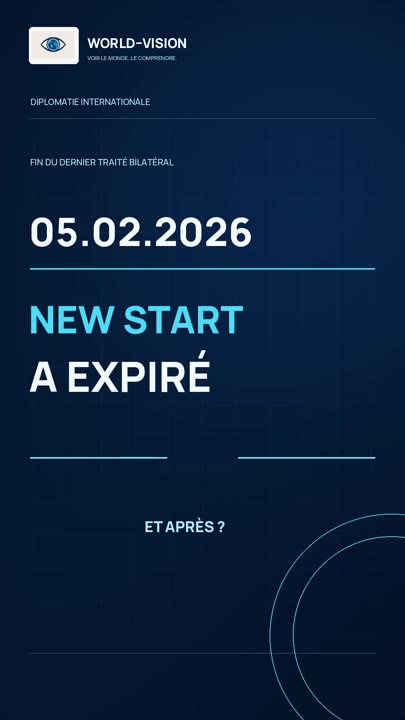 WORLD-VISION
VOIR LE MONDE. LE COMPRENDRE.
DIPLOMATIE INTERNATIONALE
FIN DU DERNIER TRAITÉ BILATÉRAL
05.02.2026
NEW START
A EXPIRÉ
ET APRÈS ?